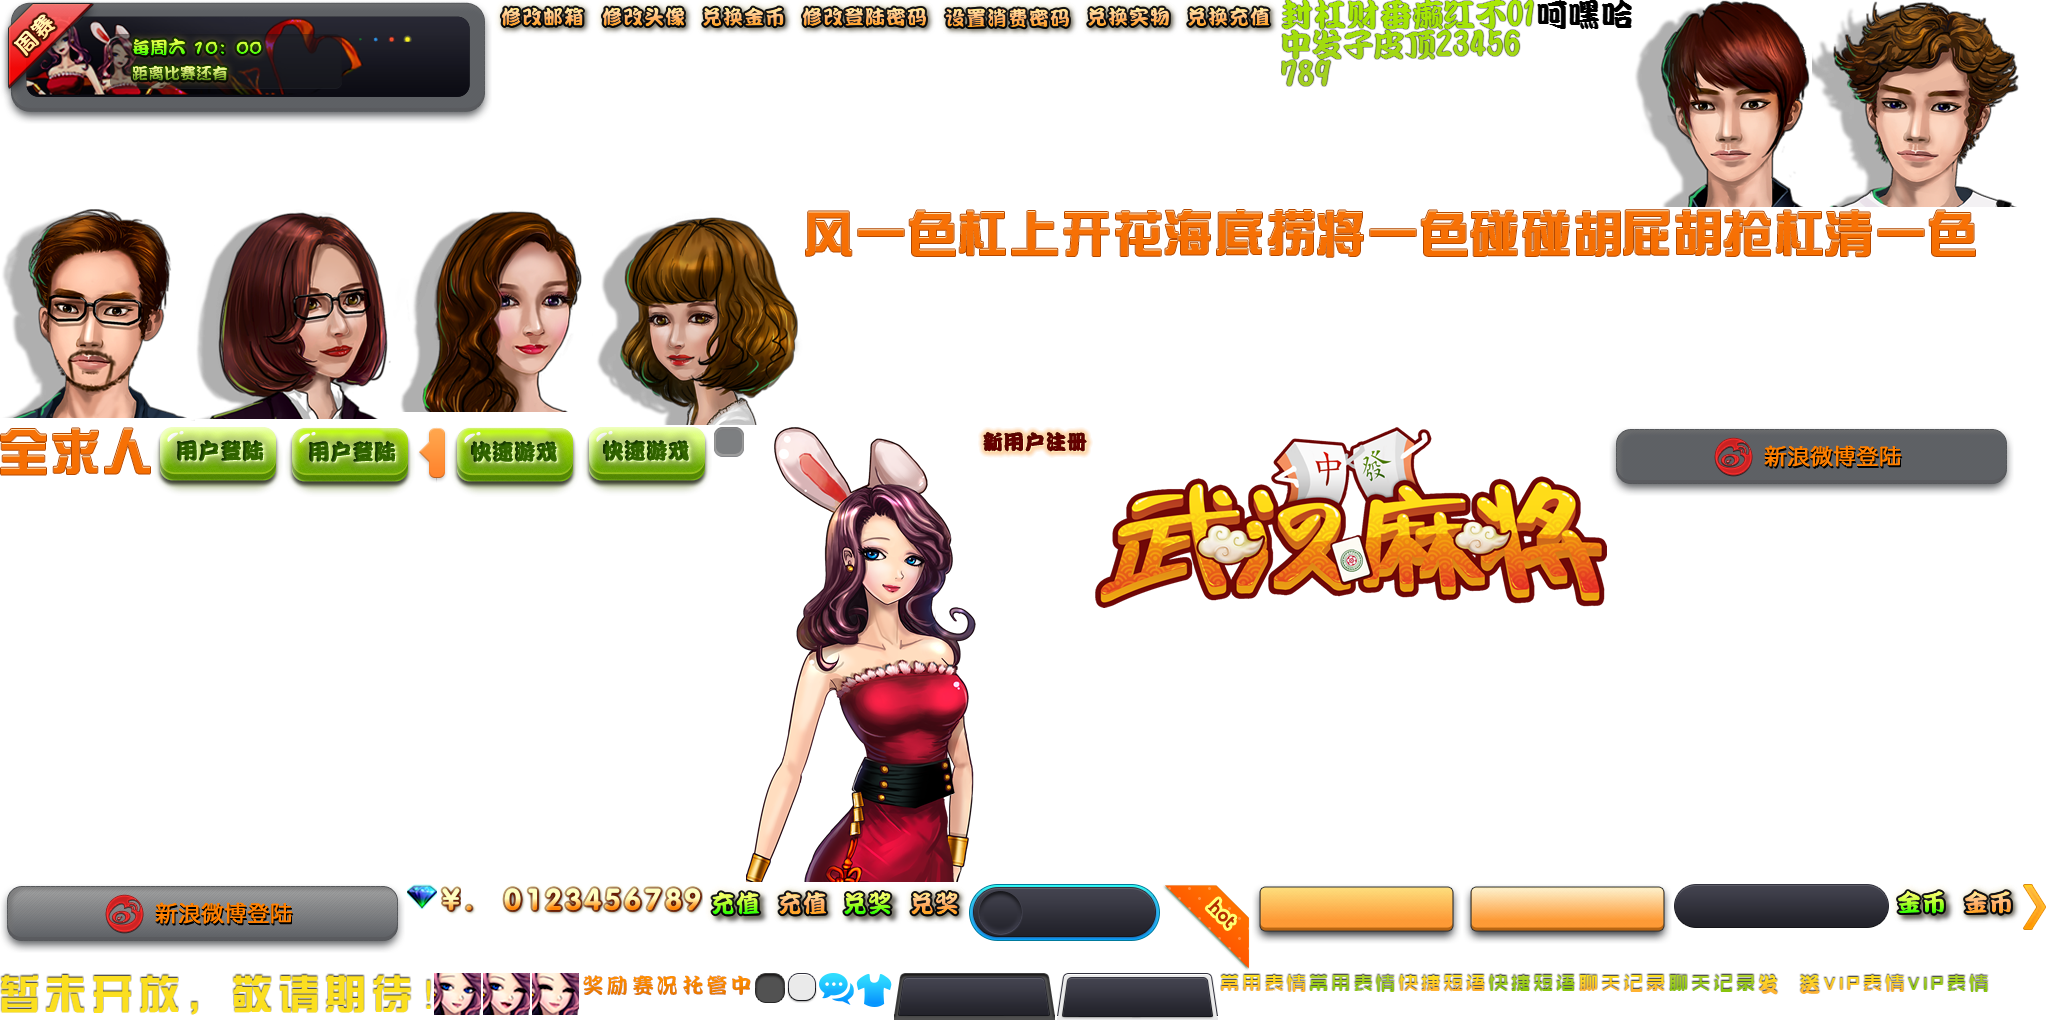 周赛
每周六 10：00
距离比赛还有
修改邮箱 修改头像 兑换金币 修改登陆密码 设置消费密码 兑换实物 兑换充值
封杠财番癞红不01呵嘿哈
中发子皮顶23456
789
风一色杠上开花海底捞将一色碰碰胡屁胡抢杠清一色
全求人
用户登陆
用户登陆
快速游戏
快速游戏
新用户注册
中 發
武汉麻将
新浪微博登陆
新浪微博登陆
¥. 0123456789
充值 充值 兑奖 兑奖
hot
金币 金币
暂未开放，敬请期待！
奖励 赛况 托管中
常用表情常用表情快捷短语快捷短语聊天记录聊天记录发 送VIP表情VIP表情